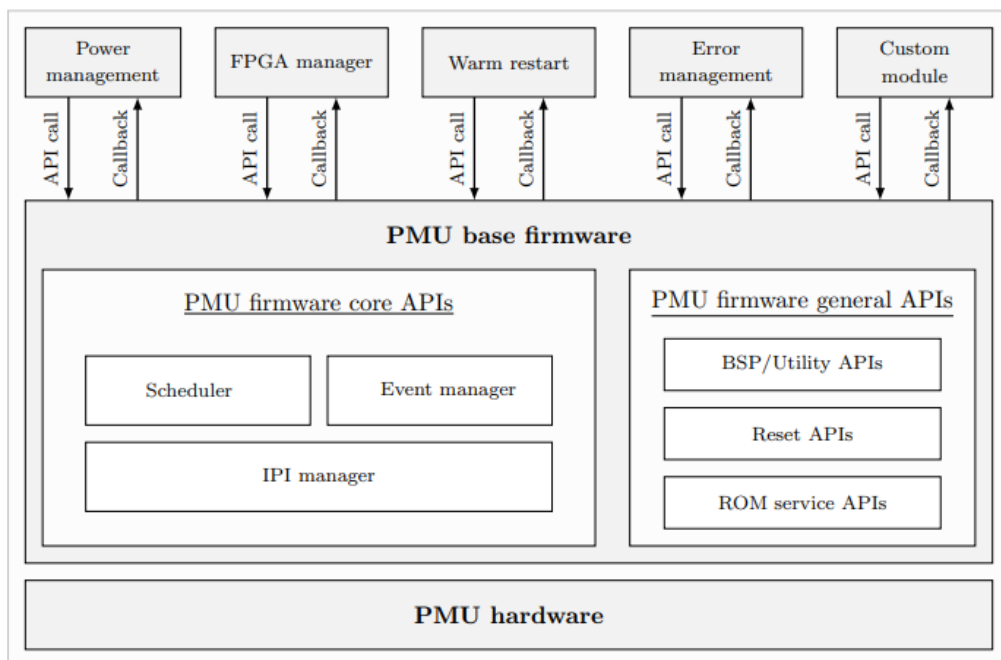 Power
management
FPGA manager
Warm restart
Error
management
Custom
module
API call
Callback
API call
Callback
API call
Callback
API call
Callback
API call
Callback
PMU base firmware
PMU firmware core APIs
Scheduler
Event manager
IPI manager
PMU firmware general APIs
BSP/Utility APIs
Reset APIs
ROM service APIs
PMU hardware